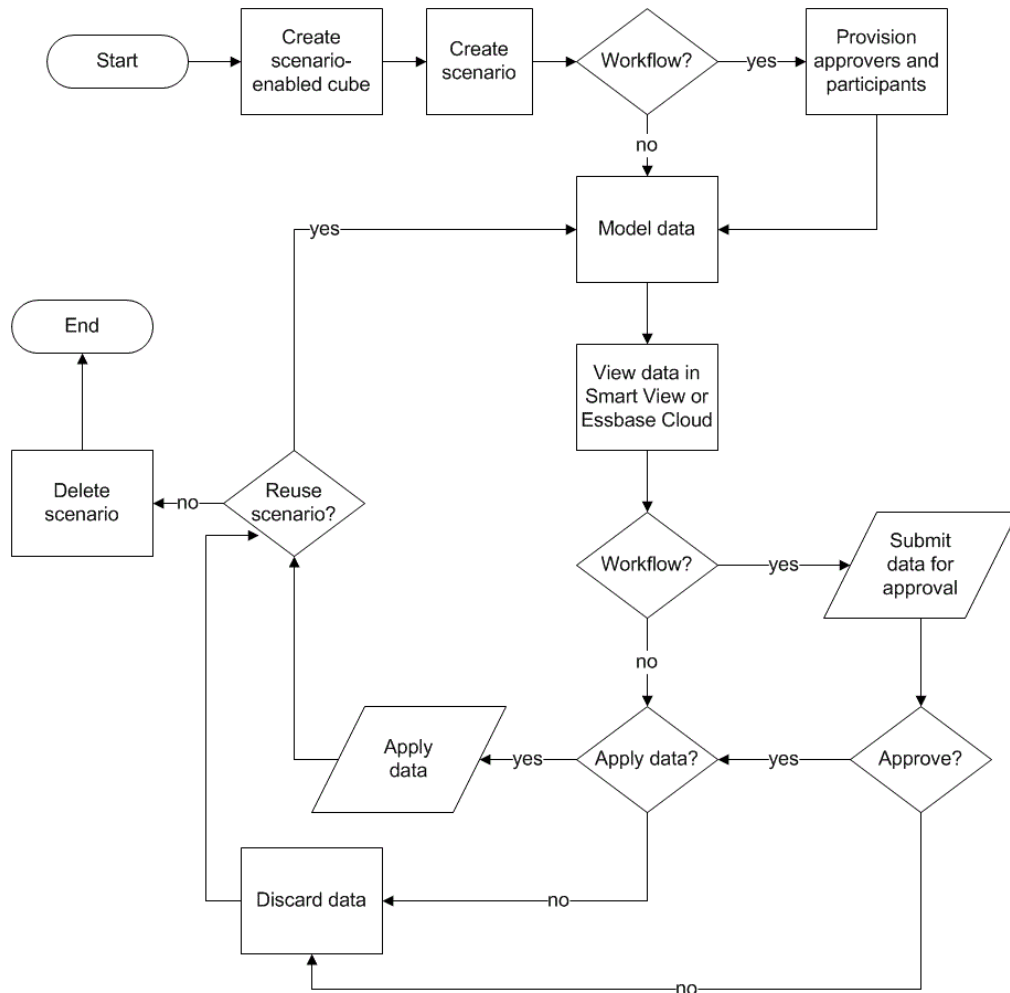 Start
Create
scenario-
enabled cube
Create
scenario
Workflow?
yes
Provision
approvers and
participants
no
Model data
yes
End
View data in
Smart View or
Essbase Cloud
Delete
scenario
no
Reuse
scenario?
Workflow?
yes
Submit
data for
approval
no
Apply
data
yes
Apply data?
yes
Approve?
Discard data
no
no